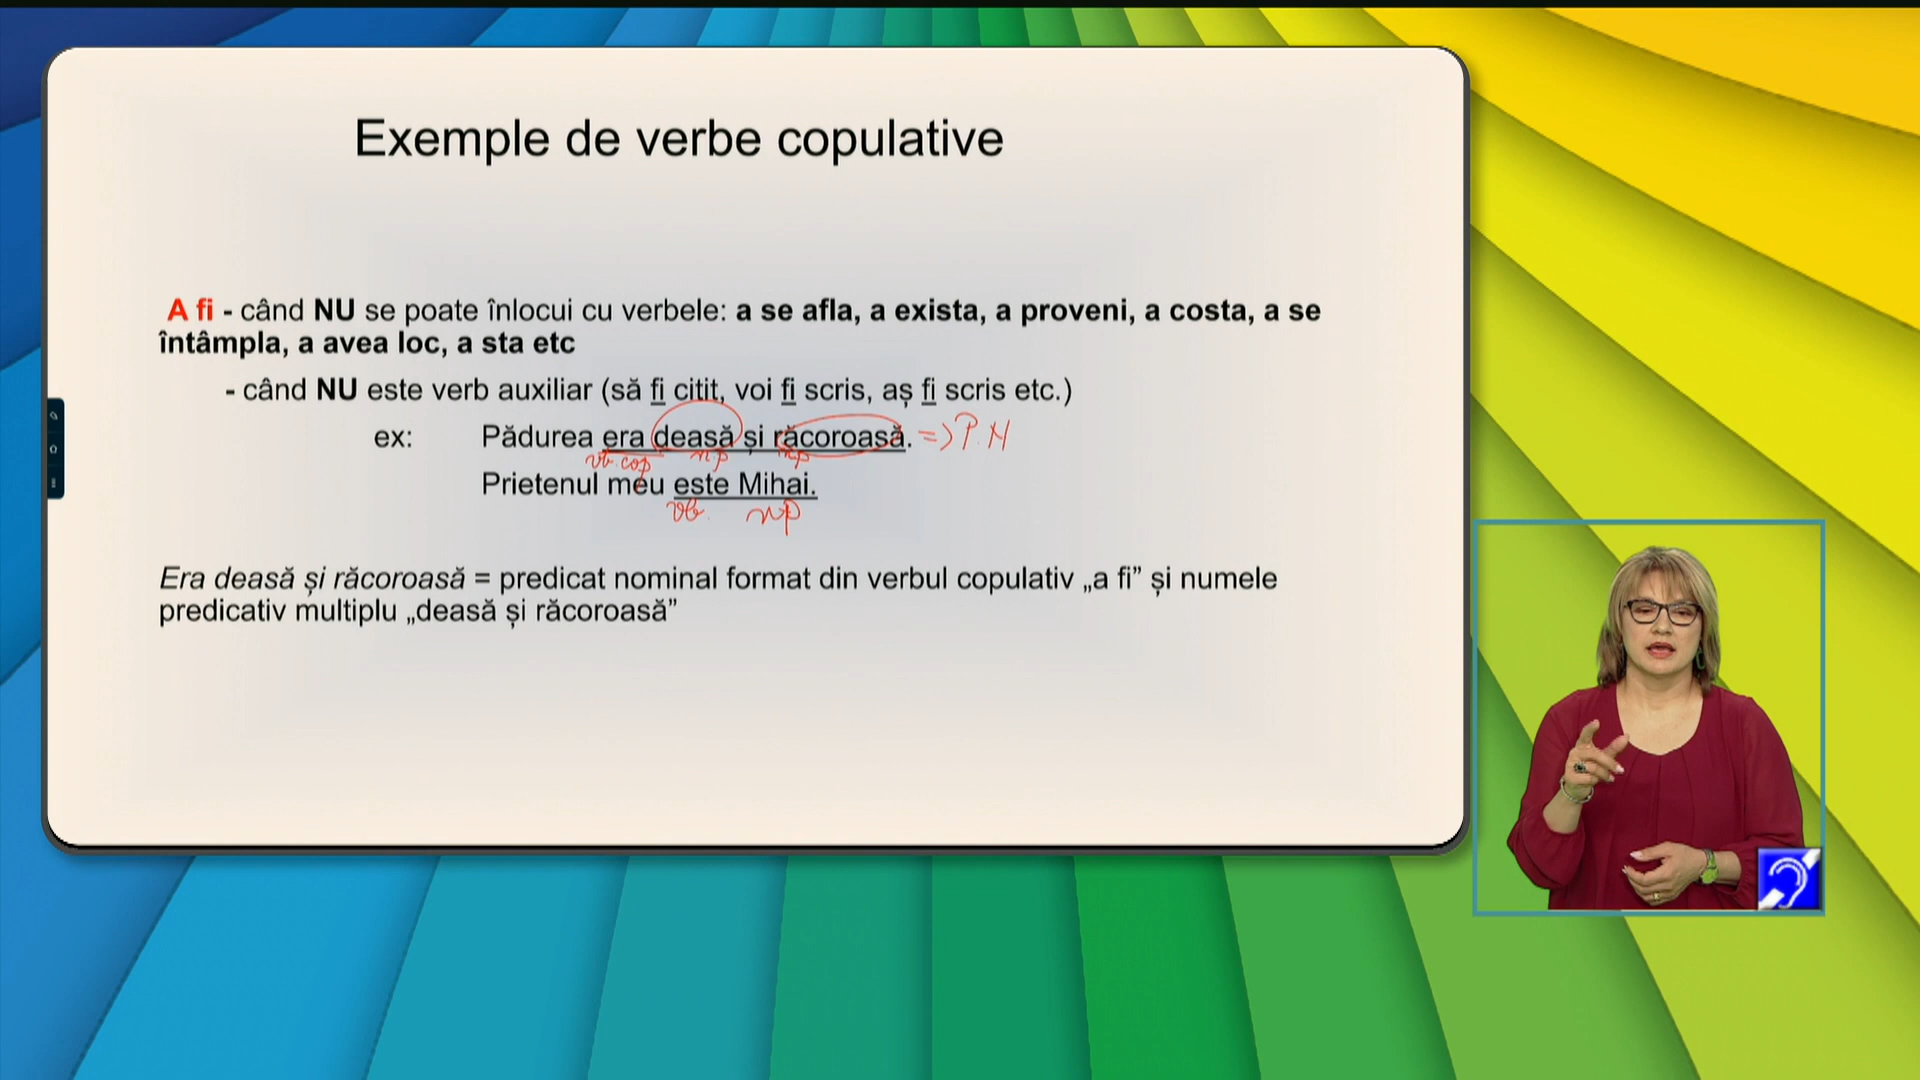 Exemple de verbe copulative
A fi - când NU se poate înlocui cu verbele: a se afla, a exista, a proveni, a costa, a se
întâmpla, a avea loc, a sta etc
- când NU este verb auxiliar (să fi citit, voi fi scris, aș fi scris etc.)
ex: Pădurea era deasă și răcoroasă. => P.N
vb.cop np np
Prietenul meu este Mihai.
vb. np
Era deasă și răcoroasă = predicat nominal format din verbul copulativ „a fi” și numele
predicativ multiplu „deasă și răcoroasă”